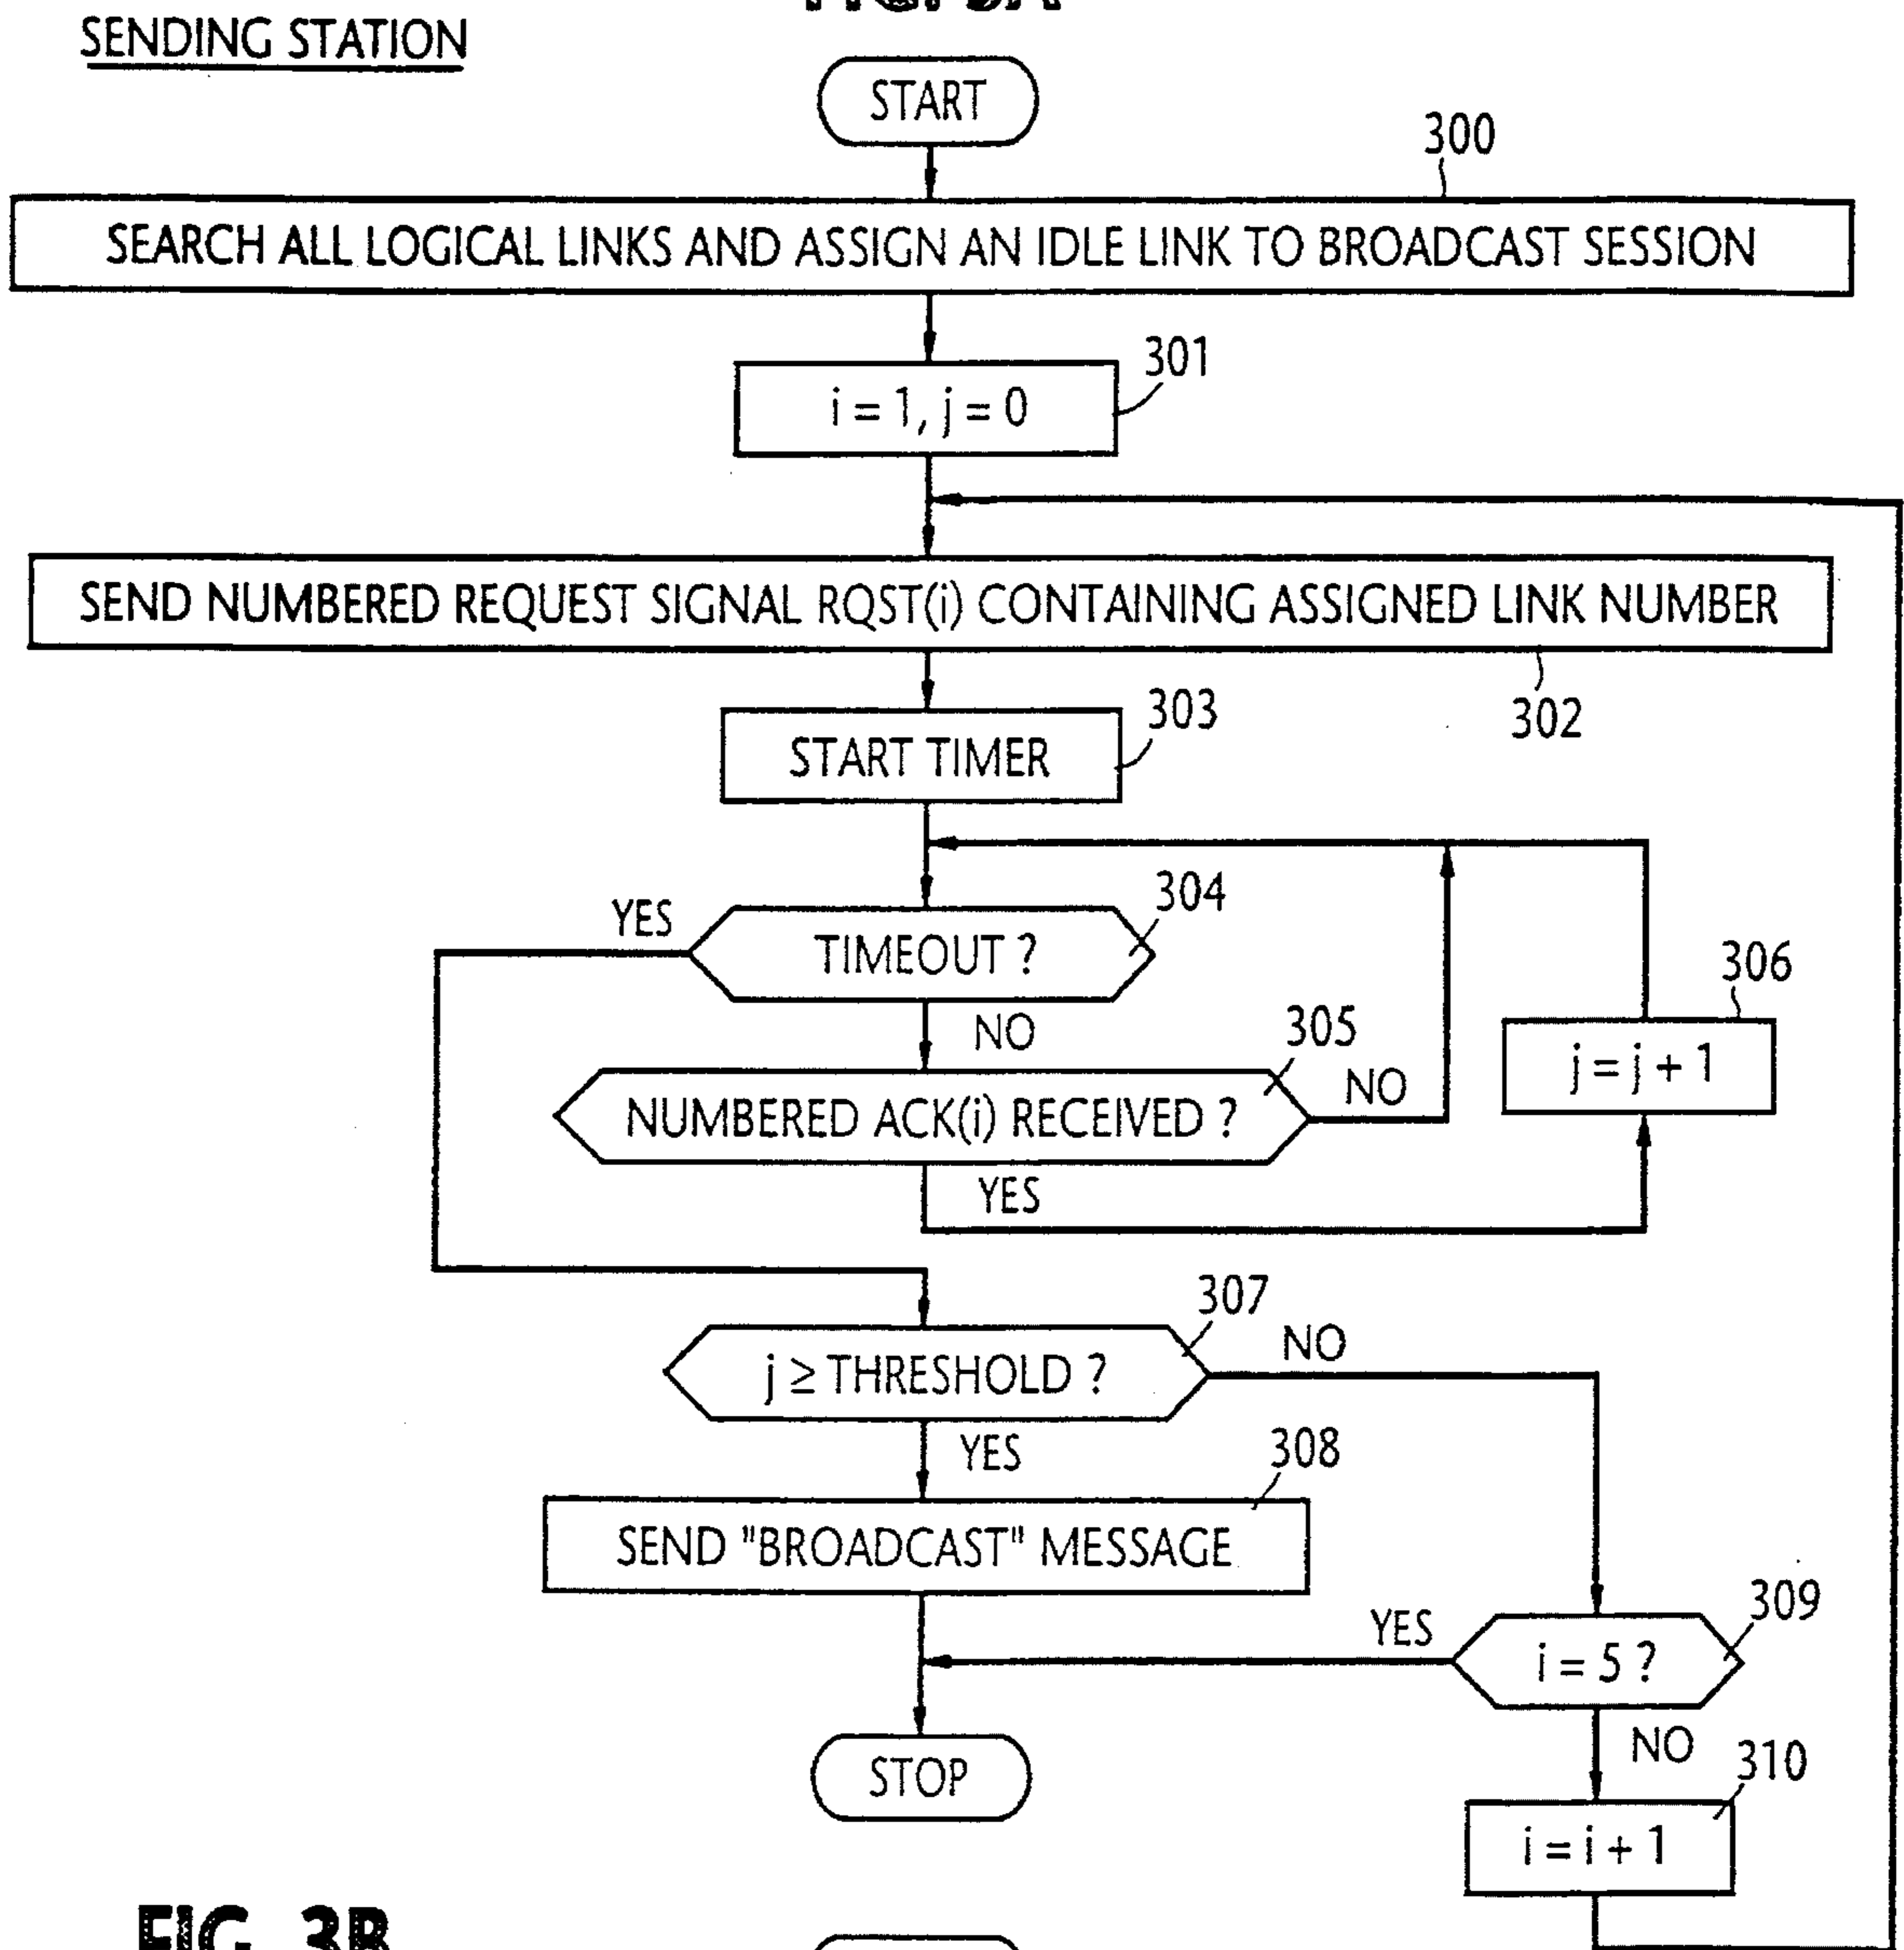 SENDING STATION
START
300
SEARCH ALL LOGICAL LINKS AND ASSIGN AN IDLE LINK TO BROADCAST SESSION
301
i = 1, j = 0
SEND NUMBERED REQUEST SIGNAL RQST(i) CONTAINING ASSIGNED LINK NUMBER
302
303
START TIMER
304
YES
TIMEOUT ?
306
NO
305
j = j + 1
NO
NUMBERED ACK(i) RECEIVED ?
YES
307
NO
j ≥ THRESHOLD ?
YES
308
SEND "BROADCAST" MESSAGE
309
YES
i = 5 ?
NO
310
STOP
i = i + 1
FIG. 3B